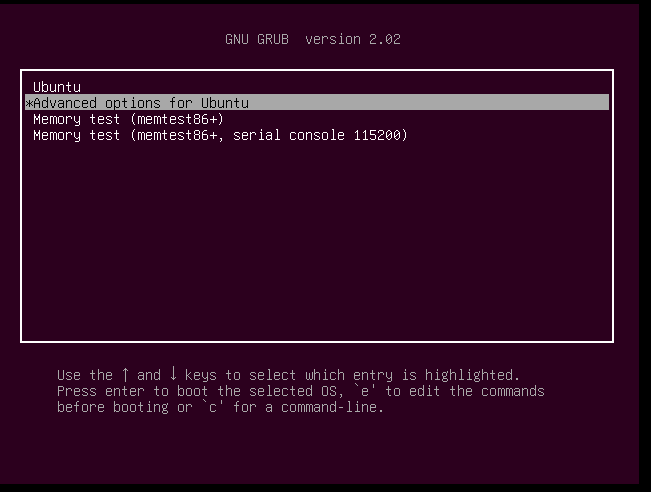 GNU GRUB  version 2.02
Ubuntu
*Advanced options for Ubuntu
Memory test (memtest86+)
Memory test (memtest86+, serial console 115200)
Use the ↑ and ↓ keys to select which entry is highlighted.
Press enter to boot the selected OS, `e' to edit the commands
before booting or `c' for a command-line.